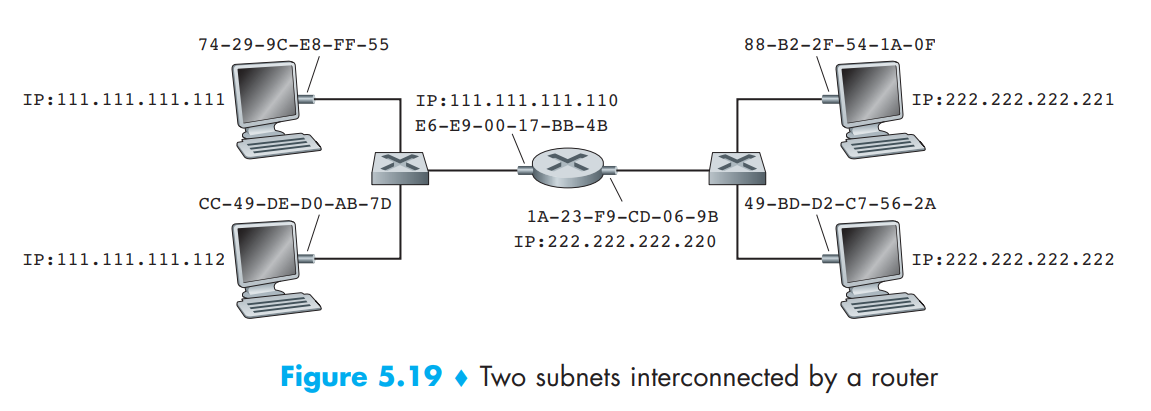 74-29-9C-E8-FF-55
88-B2-2F-54-1A-0F
IP:111.111.111.111
IP:111.111.111.110
E6-E9-00-17-BB-4B
IP:222.222.222.221
CC-49-DE-D0-AB-7D
1A-23-F9-CD-06-9B
IP:222.222.222.220
49-BD-D2-C7-56-2A
IP:111.111.111.112
IP:222.222.222.222
Figure 5.19 ♦ Two subnets interconnected by a router